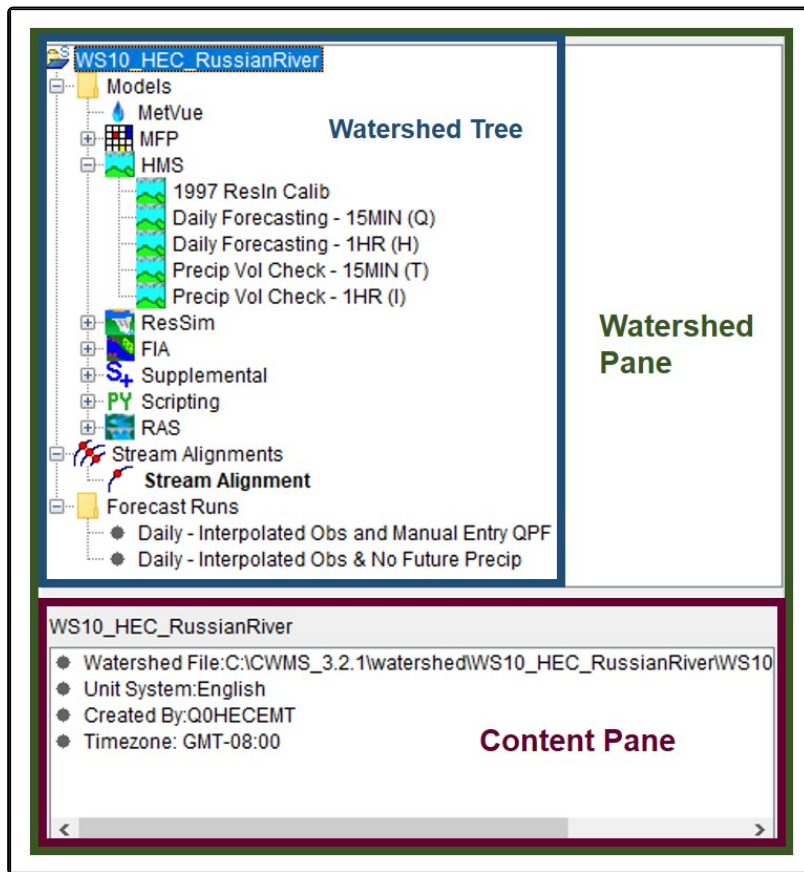 WS10_HEC_RussianRiver
Models
MetVue
Watershed Tree
MFP
HMS
1997 ResIn Calib
Daily Forecasting - 15MIN (Q)
Daily Forecasting - 1HR (H)
Precip Vol Check - 15MIN (T)
Precip Vol Check - 1HR (I)
ResSim
Watershed
Pane
FIA
S+ Supplemental
PY Scripting
RAS
Stream Alignments
Stream Alignment
Forecast Runs
Daily - Interpolated Obs and Manual Entry QPF
Daily - Interpolated Obs & No Future Precip
WS10_HEC_RussianRiver
Watershed File:C:\CWMS_3.2.1\watershed\WS10_HEC_RussianRiver\WS10
Unit System:English
Created By:Q0HECEMT
Timezone: GMT-08:00
Content Pane